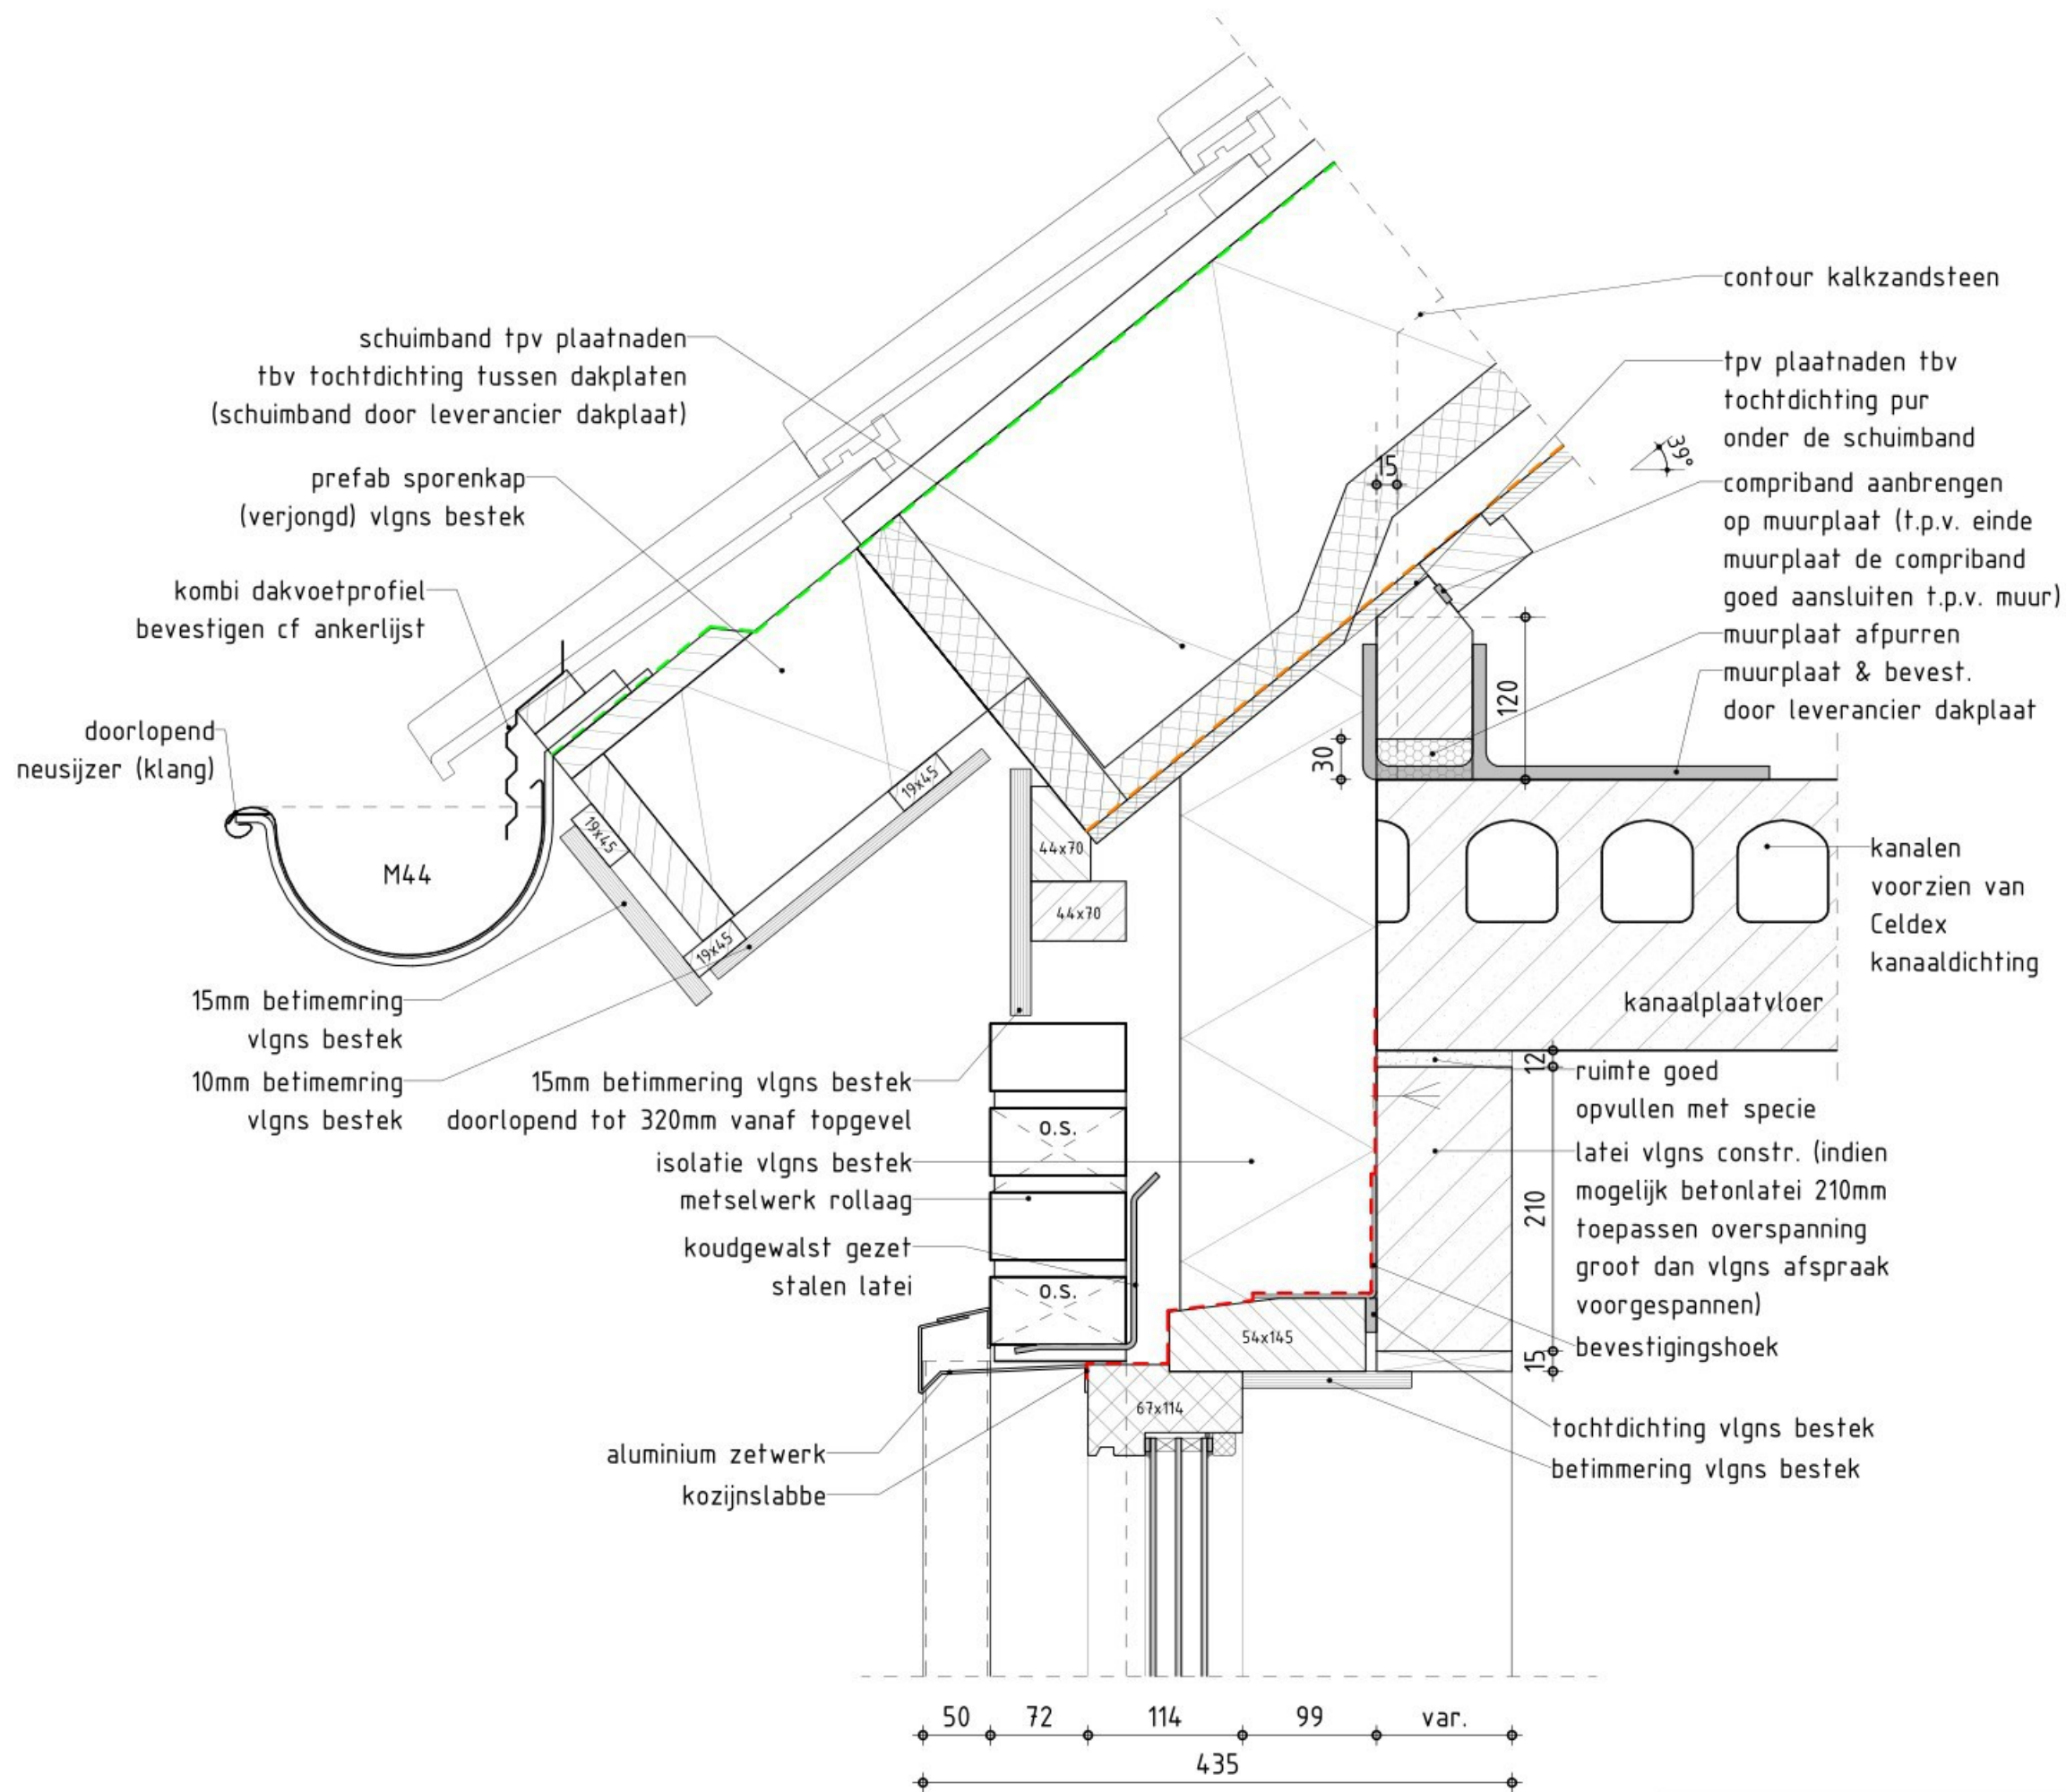 contour kalkzandsteen
schuimband tpv plaatnaden
tbv tochtdichting tussen dakplaten
(schuimband door leverancier dakplaat)
tpv plaatnaden tbv
tochtdichting pur
onder de schuimband
39°
15
prefab sporenkap
(verjongd) vlgns bestek
compriband aanbrengen
op muurplaat (t.p.v. einde
muurplaat de compriband
goed aansluiten t.p.v. muur)
kombi dakvoetprofiel
bevestigen cf ankerlijst
muurplaat afpurren
muurplaat & bevest.
door leverancier dakplaat
120
30
doorlopend
neusijzer (klang)
M44
19x45
19x45
19x45
44x70
44x70
kanalen
voorzien van
Celdex
kanaaldichting
kanaalplaatvloer
15mm betimemring
vlgns bestek
10mm betimemring
vlgns bestek
15mm betimmering vlgns bestek
doorlopend tot 320mm vanaf topgevel
isolatie vlgns bestek
metselwerk rollaag
koudgewalst gezet
stalen latei
o.s.
o.s.
12
ruimte goed
opvullen met specie
210
latei vlgns constr. (indien
mogelijk betonlatei 210mm
toepassen overspanning
groot dan vlgns afspraak
voorgespannen)
bevestigingshoek
15
54x145
67x114
tochtdichting vlgns bestek
betimmering vlgns bestek
aluminium zetwerk
kozijnslabbe
50 72 114 99 var.
435